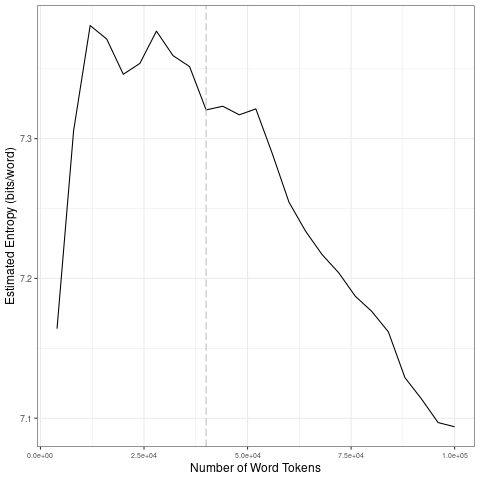 Estimated Entropy (bits/word)
7.3
7.2
7.1
0.0e+00 2.5e+04 5.0e+04 7.5e+04 1.0e+05
Number of Word Tokens